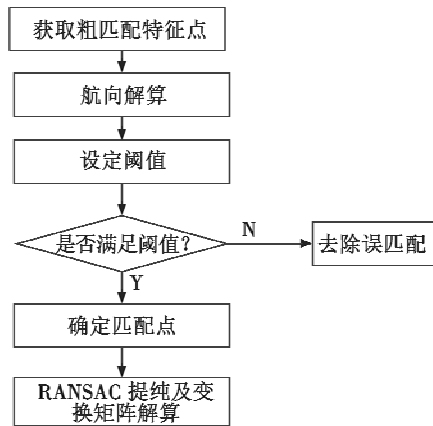 获取粗匹配特征点
航向解算
设定阈值
是否满足阈值?
N
去除误匹配
Y
确定匹配点
RANSAC 提纯及变
换矩阵解算